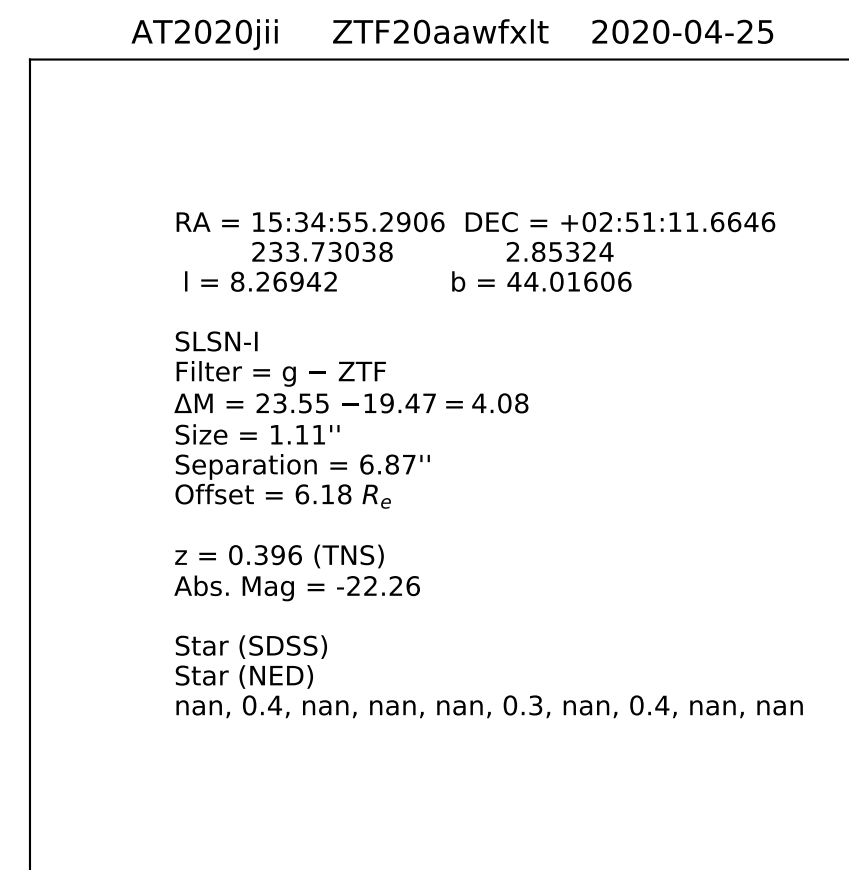 AT2020jii ZTF20aawfxlt 2020-04-25
RA = 15:34:55.2906 DEC = +02:51:11.6646
233.73038 2.85324
l = 8.26942 b = 44.01606
SLSN-I
Filter = g − ZTF
ΔM = 23.55 −19.47 = 4.08
Size = 1.11''
Separation = 6.87''
Offset = 6.18 Rₑ
z = 0.396 (TNS)
Abs. Mag = -22.26
Star (SDSS)
Star (NED)
nan, 0.4, nan, nan, nan, 0.3, nan, 0.4, nan, nan